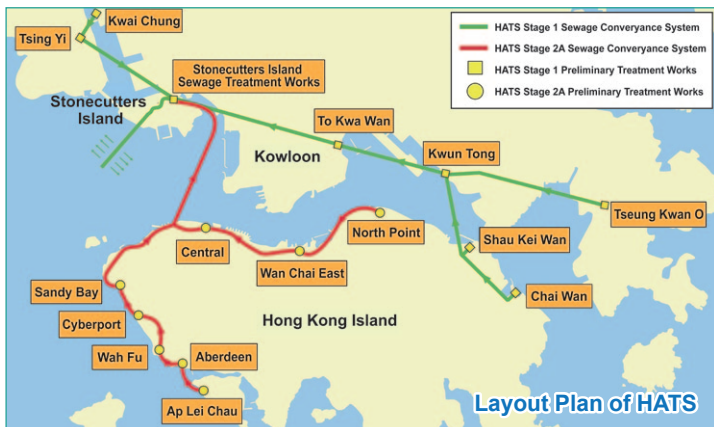 Kwai Chung
Tsing Yi
Stonecutters Island
Sewage Treatment Works
Stonecutters
Island
To Kwa Wan
Kowloon
Kwun Tong
Tseung Kwan O
North Point
Shau Kei Wan
Central
Wan Chai East
Chai Wan
Sandy Bay
Cyberport
Hong Kong Island
Wah Fu
Aberdeen
Ap Lei Chau
HATS Stage 1 Sewage Converyance System
HATS Stage 2A Sewage Converyance System
HATS Stage 1 Preliminary Treatment Works
HATS Stage 2A Preliminary Treatment Works
Layout Plan of HATS